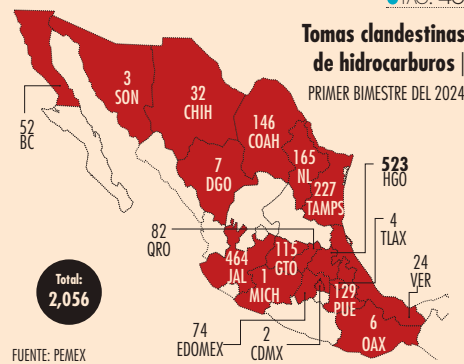 Tomas clandestinas
de hidrocarburos |
PRIMER BIMESTRE DEL 2024
52
BC
3
SON
32
CHIH
146
COAH
165
NL
227
TAMPS
7
DGO
523
HGO
4
TLAX
82
QRO
464
JAL
115
GTO
1
MICH
24
VER
129
PUE
6
OAX
74
EDOMEX
2
CDMX
Total:
2,056
FUENTE: PEMEX